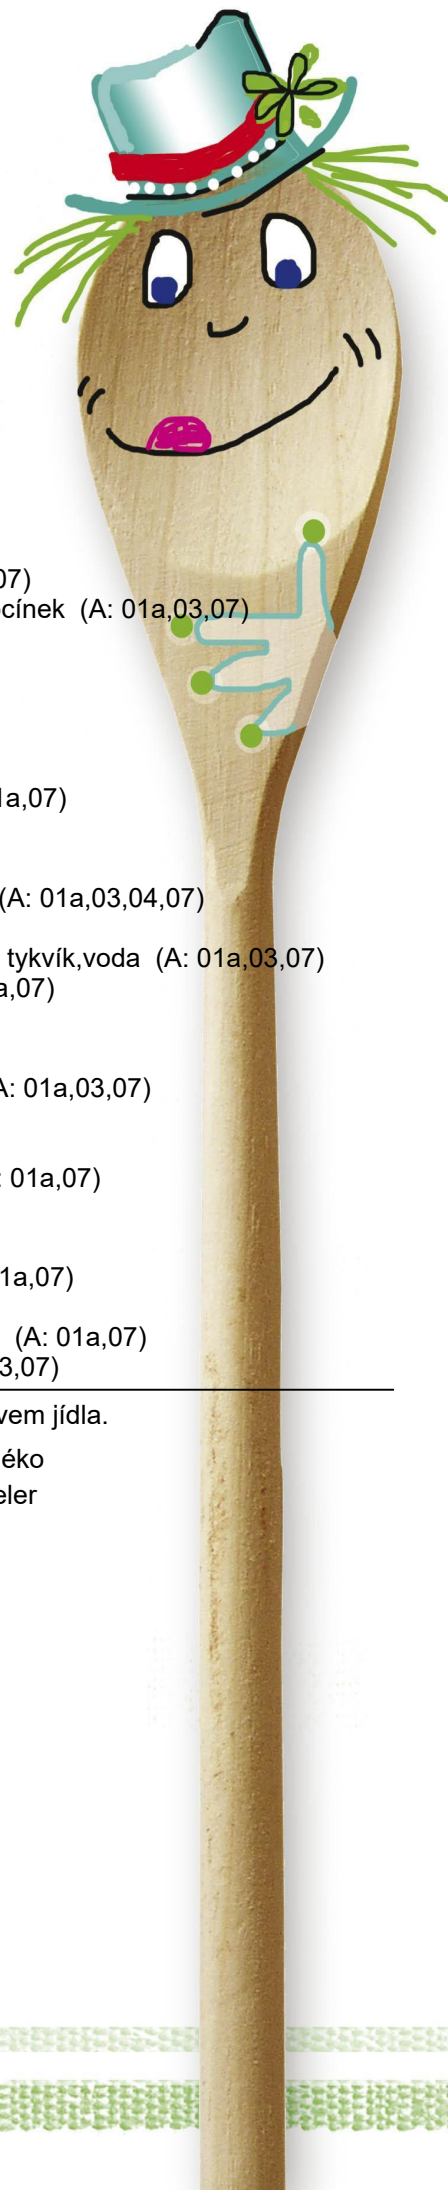 07)
cínek (A: 01a,03,07)
a,07)
(A: 01a,03,04,07)
tykvík,voda (A: 01a,03,07)
a,07)
A: 01a,03,07)
: 01a,07)
1a,07)
(A: 01a,07)
3,07)
vem jídla.
éko
eler